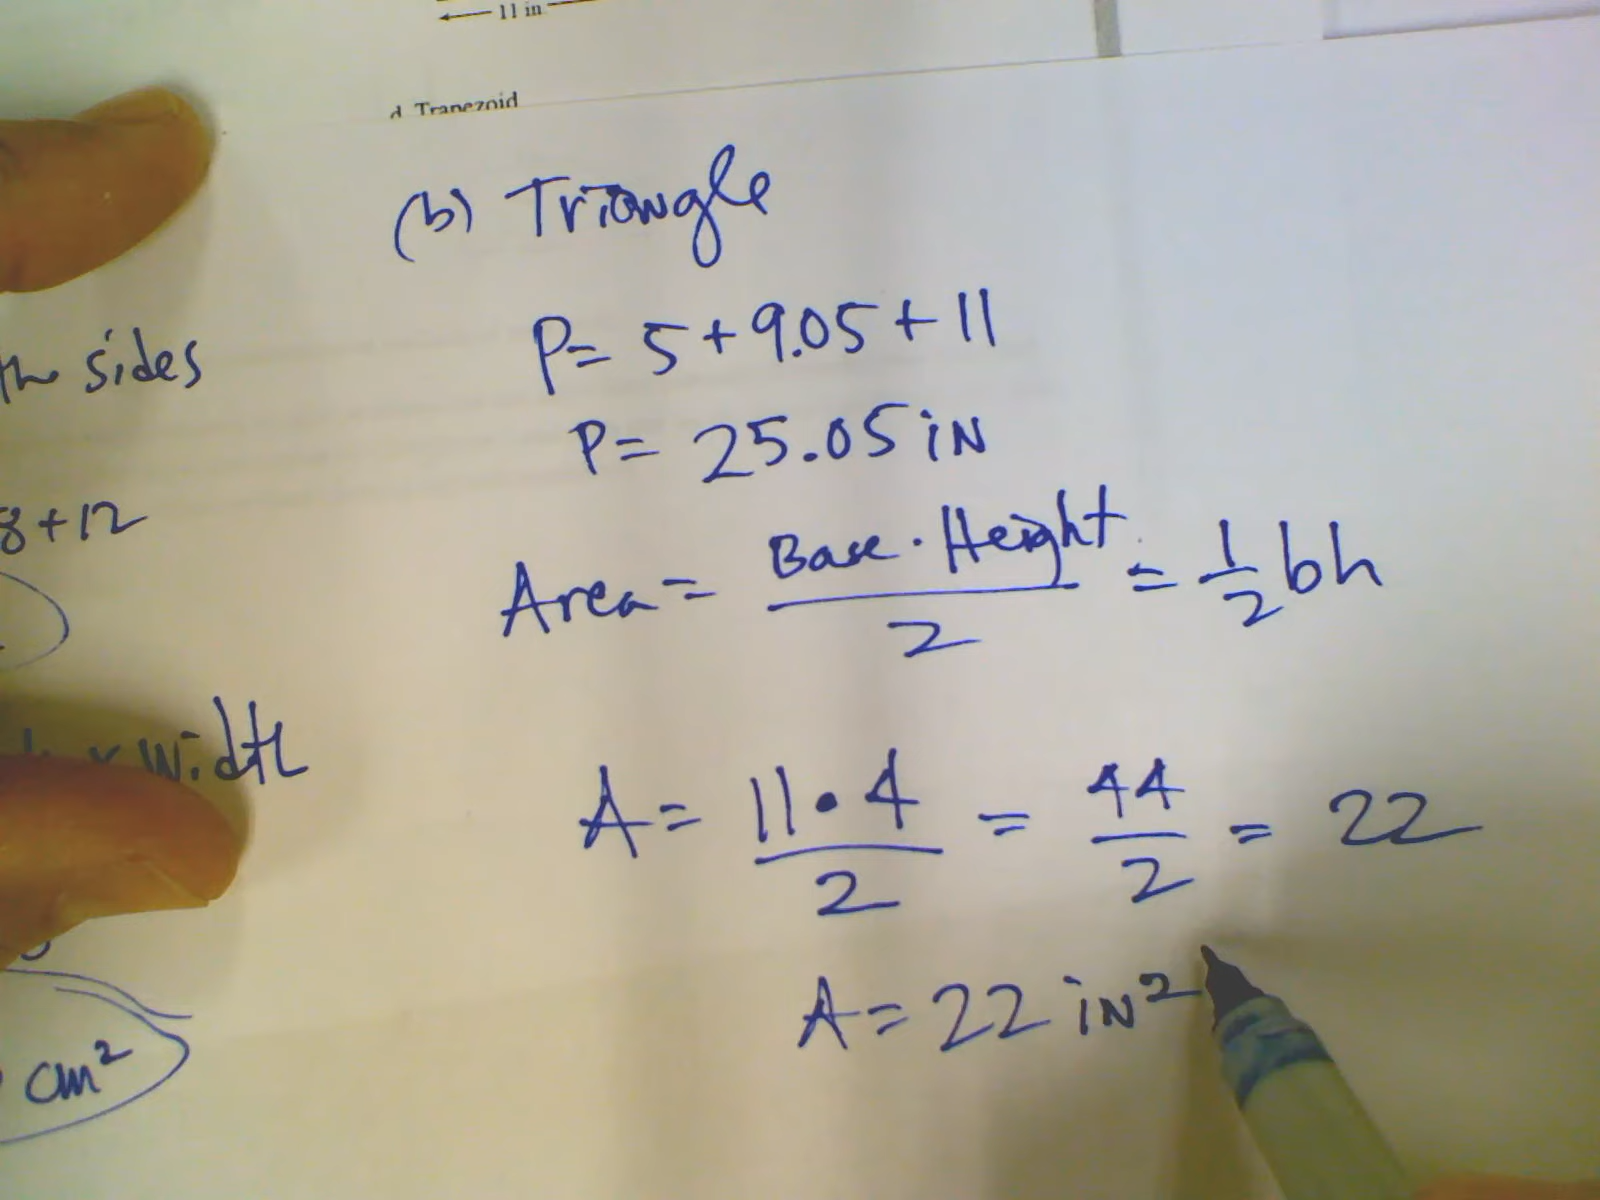 11 in
d. Trapezoid
(b) Triangle
P= 5+9.05+11
the sides
P= 25.05 iN
8+12
Area = Base · Height / 2 = 1/2 bh
width
A = 11 • 4 / 2 = 44 / 2 = 22
A = 22 iN²
cm²